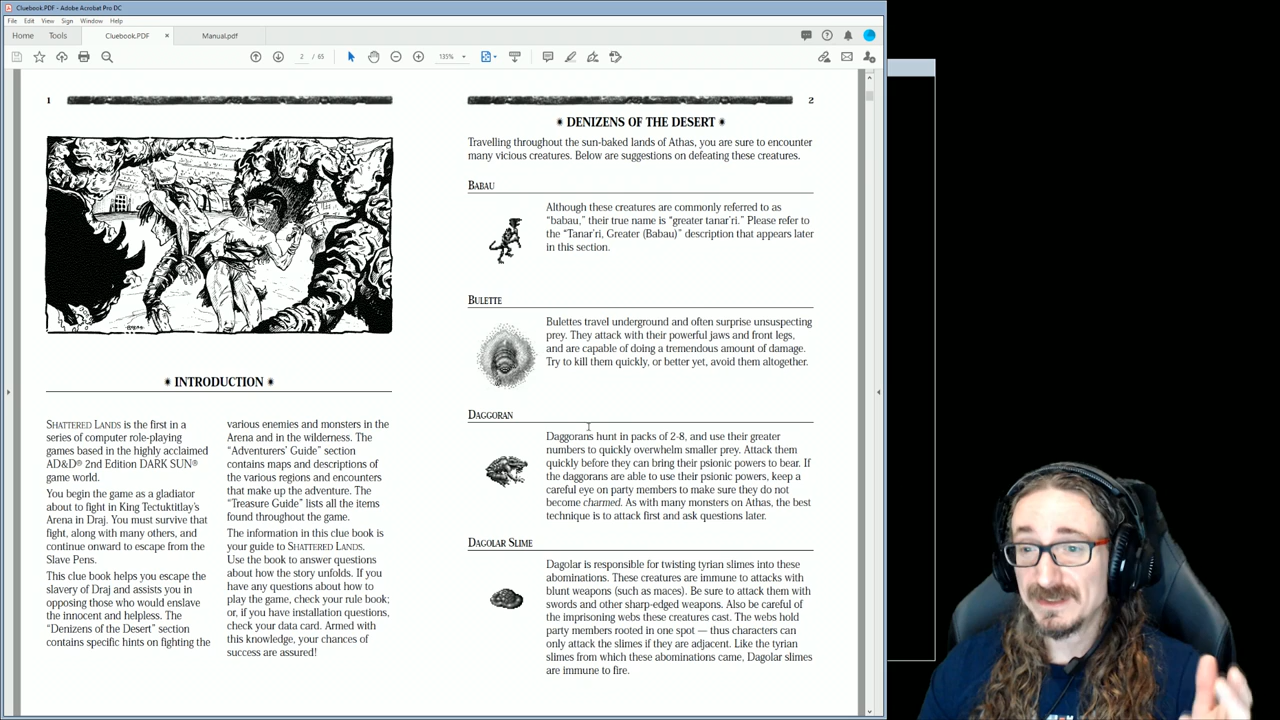 Cluebook.PDF - Adobe Acrobat Pro DC
File Edit View Sign Window Help
Home Tools Cluebook.PDF × Manual.pdf
2 / 65 135%
1
INTRODUCTION
SHATTERED LANDS is the first in a
series of computer role-playing
games based in the highly acclaimed
AD&D® 2nd Edition DARK SUN®
game world.
You begin the game as a gladiator
about to fight in King Tectuktitlay's
Arena in Draj. You must survive that
fight, along with many others, and
continue onward to escape from the
Slave Pens.
This clue book helps you escape the
slavery of Draj and assists you in
opposing those who would enslave
the innocent and helpless. The
"Denizens of the Desert" section
contains specific hints on fighting the
various enemies and monsters in the
Arena and in the wilderness. The
"Adventurers' Guide" section
contains maps and descriptions of
the various regions and encounters
that make up the adventure. The
"Treasure Guide" lists all the items
found throughout the game.
The information in this clue book is
your guide to SHATTERED LANDS.
Use the book to answer questions
about how the story unfolds. If you
have any questions about how to
play the game, check your rule book;
or, if you have installation questions,
check your data card. Armed with
this knowledge, your chances of
success are assured!
2
DENIZENS OF THE DESERT
Travelling throughout the sun-baked lands of Athas, you are sure to encounter
many vicious creatures. Below are suggestions on defeating these creatures.
BABAU
Although these creatures are commonly referred to as
"babau," their true name is "greater tanar'ri." Please refer to
the "Tanar'ri, Greater (Babau)" description that appears later
in this section.
BULETTE
Bulettes travel underground and often surprise unsuspecting
prey. They attack with their powerful jaws and front legs,
and are capable of doing a tremendous amount of damage.
Try to kill them quickly, or better yet, avoid them altogether.
DAGGORAN
Daggorans hunt in packs of 2-8, and use their greater
numbers to quickly overwhelm smaller prey. Attack them
quickly before they can bring their psionic powers to bear. If
the daggorans are able to use their psionic powers, keep a
careful eye on party members to make sure they do not
become charmed. As with many monsters on Athas, the best
technique is to attack first and ask questions later.
DAGOLAR SLIME
Dagolar is responsible for twisting tyrian slimes into these
abominations. These creatures are immune to attacks with
blunt weapons (such as maces). Be sure to attack them with
swords and other sharp-edged weapons. Also be careful of
the imprisoning webs these creatures cast. The webs hold
party members rooted in one spot — thus characters can
only attack the slimes if they are adjacent. Like the tyrian
slimes from which these abominations came, Dagolar slimes
are immune to fire.